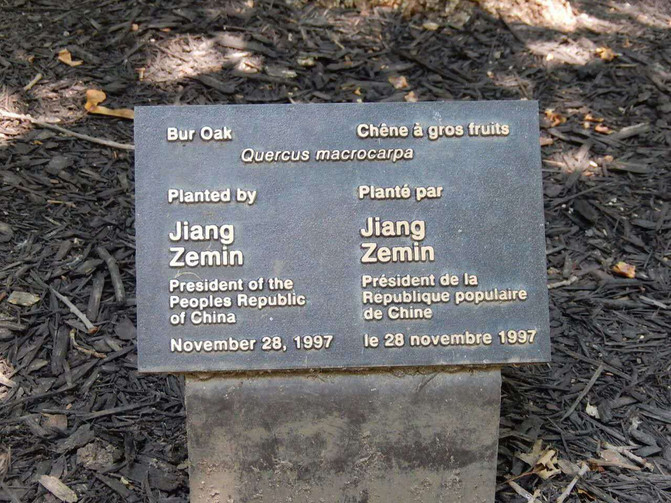 Bur Oak
Chêne à gros fruits
Quercus macrocarpa
Planted by
Jiang
Zemin
President of the
Peoples Republic
of China
November 28, 1997
Planté par
Jiang
Zemin
Président de la
République populaire
de Chine
le 28 novembre 1997